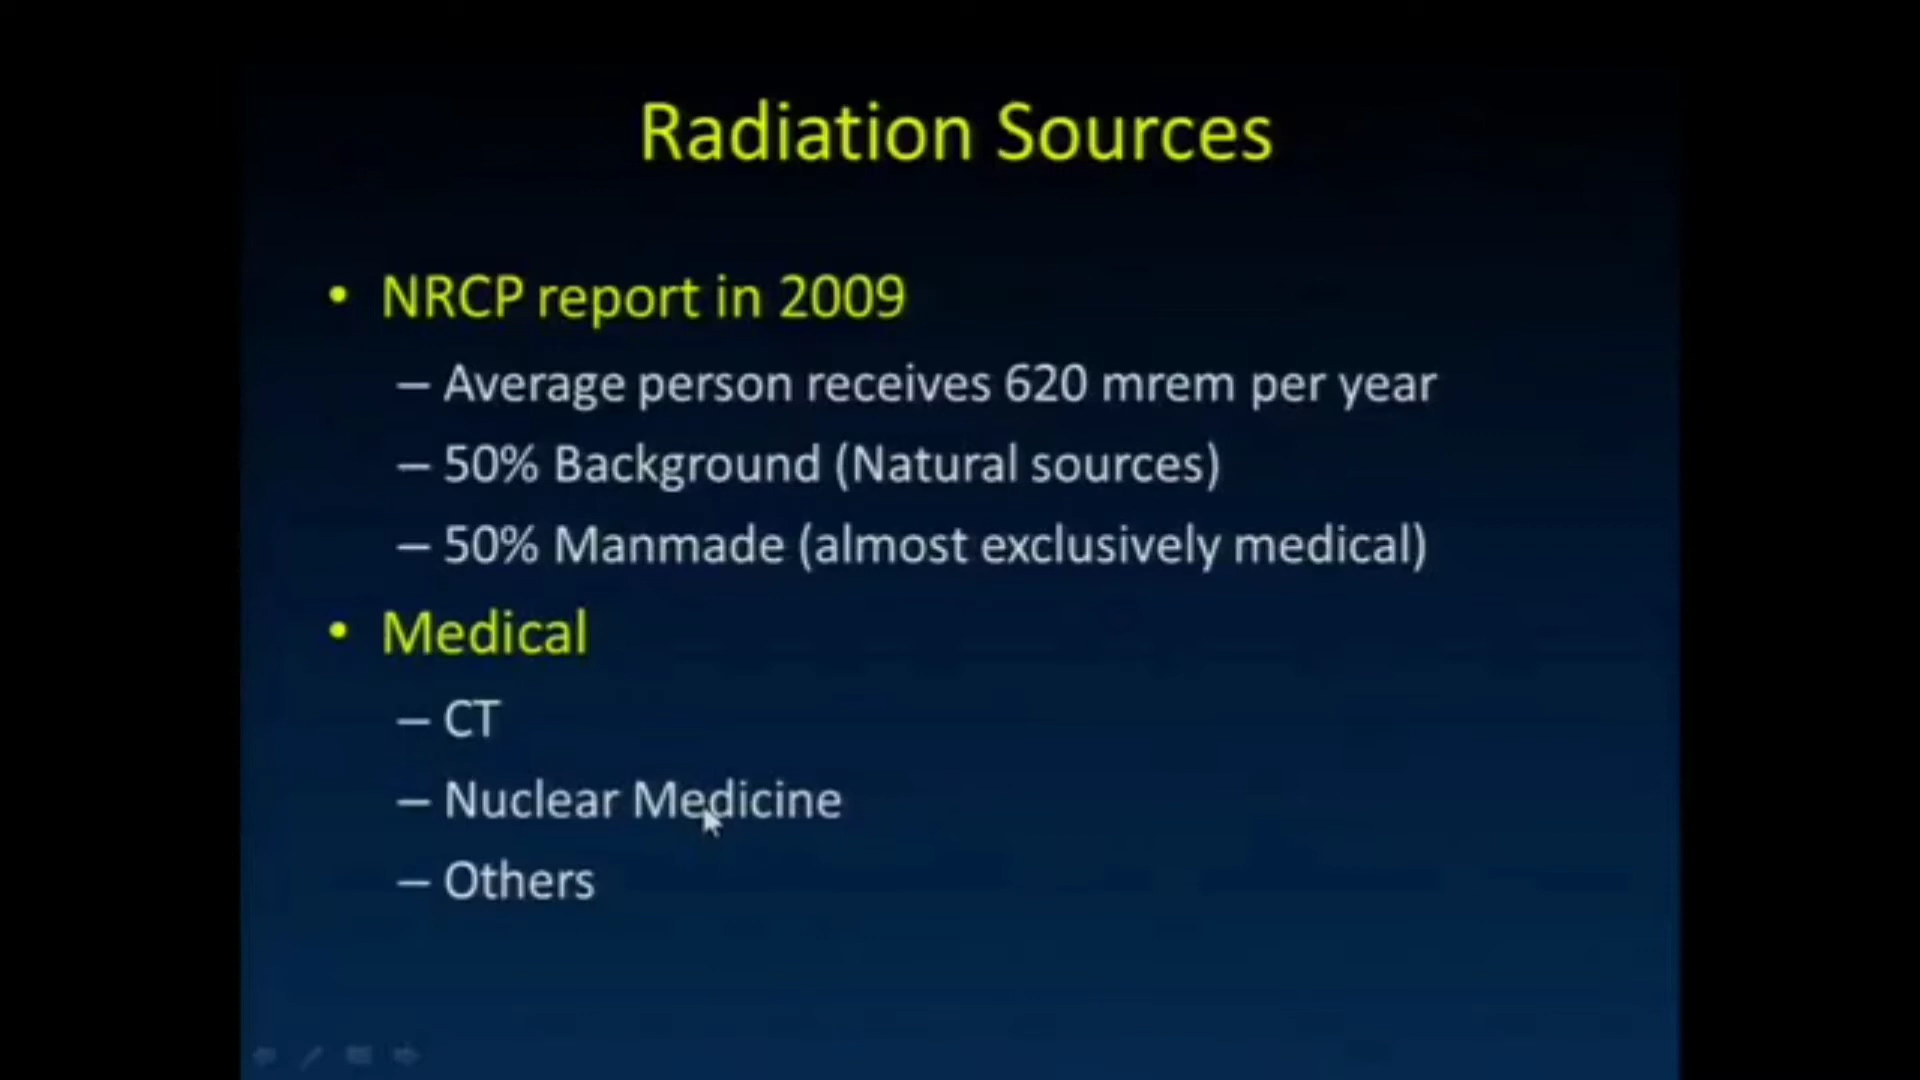 Radiation Sources
• NRCP report in 2009
– Average person receives 620 mrem per year
– 50% Background (Natural sources)
– 50% Manmade (almost exclusively medical)
• Medical
– CT
– Nuclear Medicine
– Others